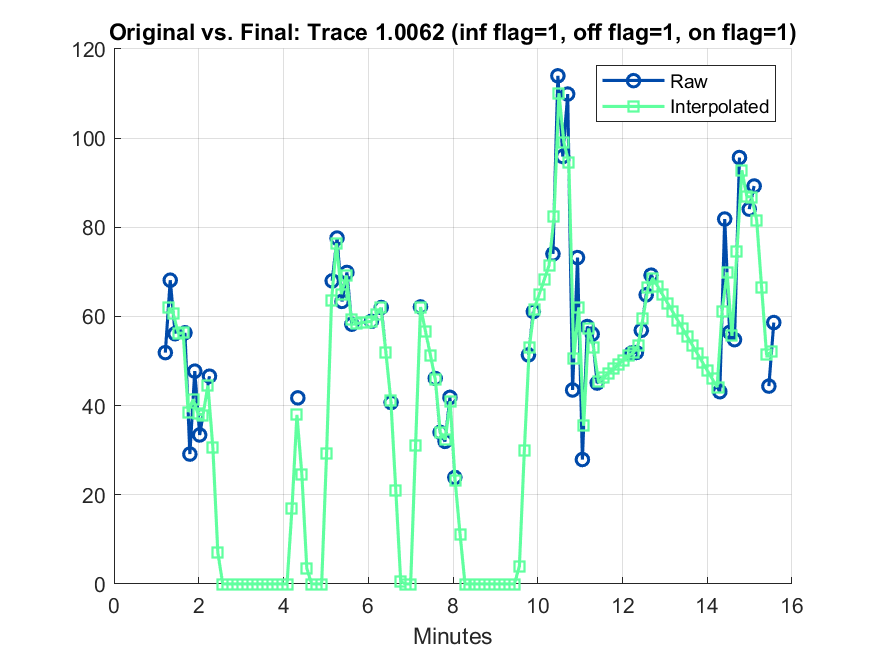 Original vs. Final: Trace 1.0062 (inf flag=1, off flag=1, on flag=1)
120
100
80
60
40
20
0
0 2 4 6 8 10 12 14 16
Minutes
Raw
Interpolated